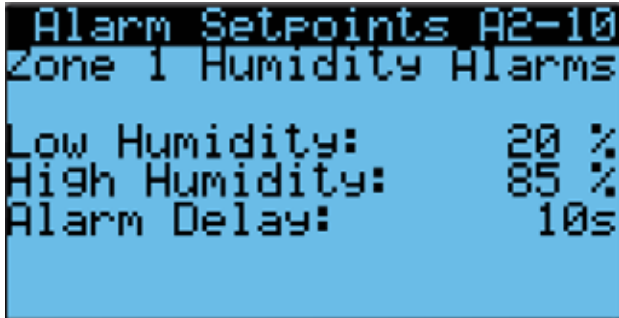 Alarm Setpoints A2-10
Zone 1 Humidity Alarms
Low Humidity: 20 %
High Humidity: 85 %
Alarm Delay: 10s